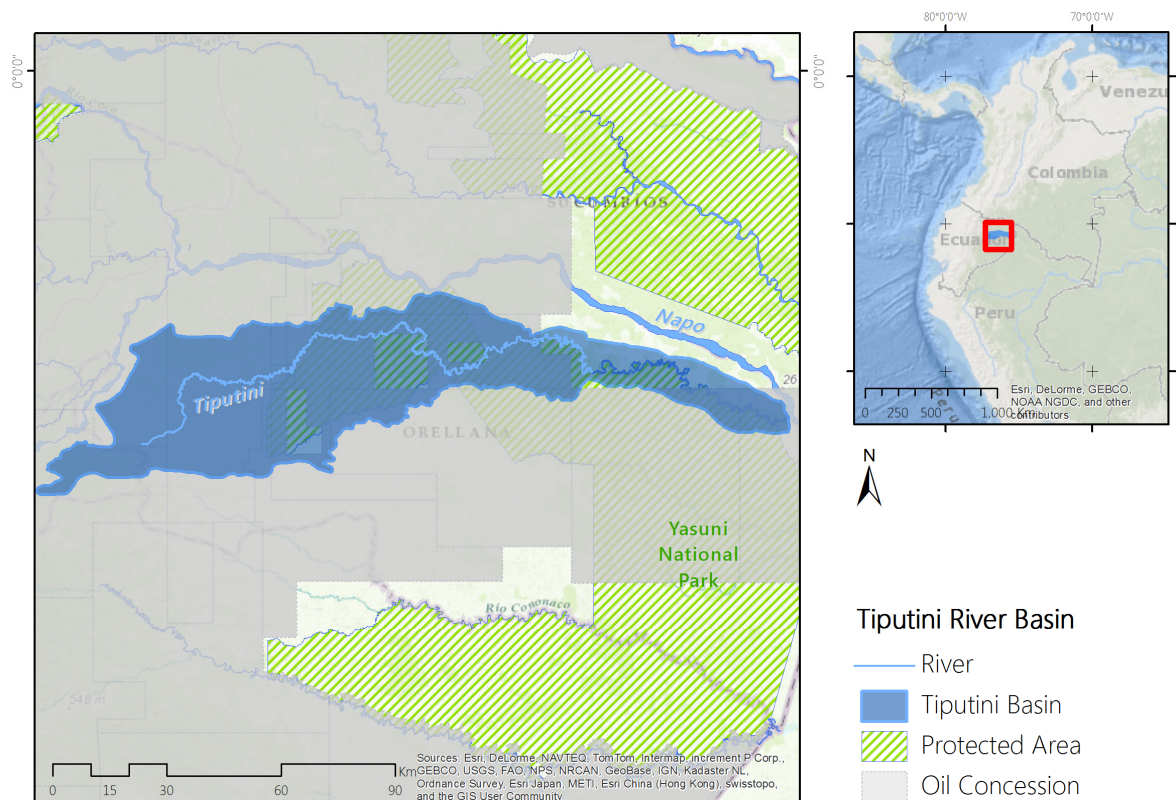 80°0'0"W
70°0'0"W
0°0'0"
0°0'0"
SUCUMBIOS
Napo
26
Tiputini
ORELLANA
Yasuni
National
Park
Rio Cononaco
548 m
0 15 30 60 90 Km
Sources: Esri, DeLorme, NAVTEQ, TomTom, Intermap, increment P Corp.,
GEBCO, USGS, FAO, NPS, NRCAN, GeoBase, IGN, Kadaster NL,
Ordnance Survey, Esri Japan, METI, Esri China (Hong Kong), swisstopo,
and the GIS User Community
Venezu
Colombia
Ecuador
Peru
0 250 500 1,000 Km
Esri, DeLorme, GEBCO,
NOAA NGDC, and other
contributors
N
Tiputini River Basin
River
Tiputini Basin
Protected Area
Oil Concession